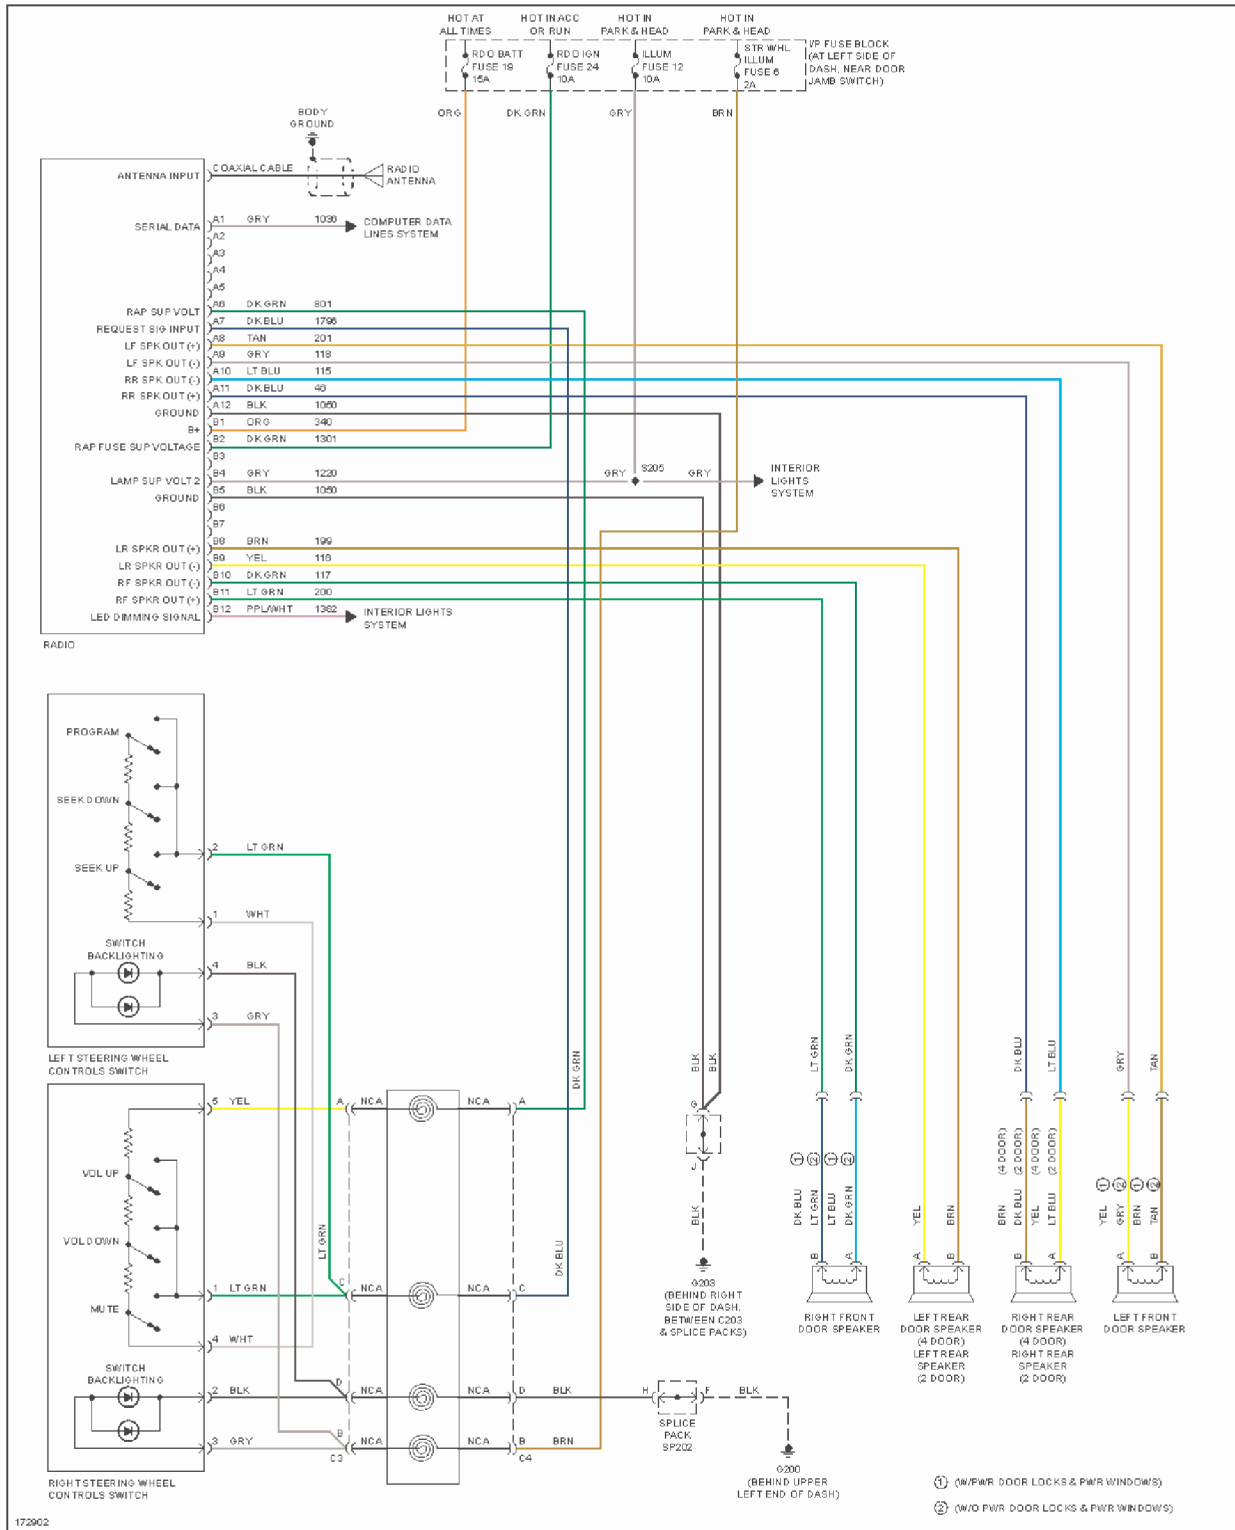 HOT AT
ALL TIMES
HOT IN ACC
OR RUN
HOT IN
PARK & HEAD
HOT IN
PARK & HEAD
RDO BATT
FUSE 19
15A
RDO IGN
FUSE 24
10A
ILLUM
FUSE 12
10A
STR WHL
ILLUM
FUSE 6
2A
I/P FUSE BLOCK
(AT LEFT SIDE OF
DASH, NEAR DOOR
JAMB SWITCH)
ORG
DK GRN
GRY
BRN
BODY
GROUND
ANTENNA INPUT
COAXIAL CABLE
RADIO
ANTENNA
SERIAL DATA
A1 GRY 1036
COMPUTER DATA
LINES SYSTEM
A2
A3
A4
A5
RAP SUP VOLT A6 DK GRN 801
REQUEST SIG INPUT A7 DK BLU 1796
LF SPK OUT (+) A8 TAN 201
LF SPK OUT (-) A9 GRY 118
RR SPK OUT (-) A10 LT BLU 115
RR SPK OUT (+) A11 DK BLU 46
GROUND A12 BLK 1050
B+ B1 ORG 340
RAP FUSE SUP VOLTAGE B2 DK GRN 1301
B3
LAMP SUP VOLT 2 B4 GRY 1220
GRY S205 GRY
INTERIOR
LIGHTS
SYSTEM
GROUND B5 BLK 1050
B6
B7
LR SPKR OUT (+) B8 BRN 199
LR SPKR OUT (-) B9 YEL 116
RF SPKR OUT (-) B10 DK GRN 117
RF SPKR OUT (+) B11 LT GRN 200
LED DIMMING SIGNAL B12 PPL/WHT 1382
INTERIOR LIGHTS
SYSTEM
RADIO
PROGRAM
SEEK DOWN
2 LT GRN
SEEK UP
1 WHT
SWITCH
BACKLIGHTING
4 BLK
3 GRY
LEFT STEERING WHEEL
CONTROLS SWITCH
5 YEL
A NCA NCA A
DK GRN
VOL UP
VOL DOWN
LT GRN
DK BLU
1 LT GRN
C NCA NCA C
MUTE
4 WHT
SWITCH
BACKLIGHTING
2 BLK
D NCA NCA D BLK
H F BLK
SPLICE
PACK
SP202
3 GRY
B NCA NCA B BRN
C3 C4
G200
(BEHIND UPPER
LEFT END OF DASH)
RIGHT STEERING WHEEL
CONTROLS SWITCH
BLK
BLK
G
J
BLK
G203
(BEHIND RIGHT
SIDE OF DASH,
BETWEEN C203
& SPLICE PACKS)
LT GRN
DK GRN
1 2 1 2
DK BLU
LT GRN
LT BLU
DK GRN
B A
RIGHT FRONT
DOOR SPEAKER
YEL
BRN
A B
LEFT REAR
DOOR SPEAKER
(4 DOOR)
LEFT REAR
SPEAKER
(2 DOOR)
DK BLU
LT BLU
BRN (4 DOOR)
DK BLU (2 DOOR)
YEL (4 DOOR)
LT BLU (2 DOOR)
B A
RIGHT REAR
DOOR SPEAKER
(4 DOOR)
RIGHT REAR
SPEAKER
(2 DOOR)
GRY
TAN
1 2 1 2
YEL
GRY
BRN
TAN
A B
LEFT FRONT
DOOR SPEAKER
1 (W/PWR DOOR LOCKS & PWR WINDOWS)
2 (W/O PWR DOOR LOCKS & PWR WINDOWS)
172902